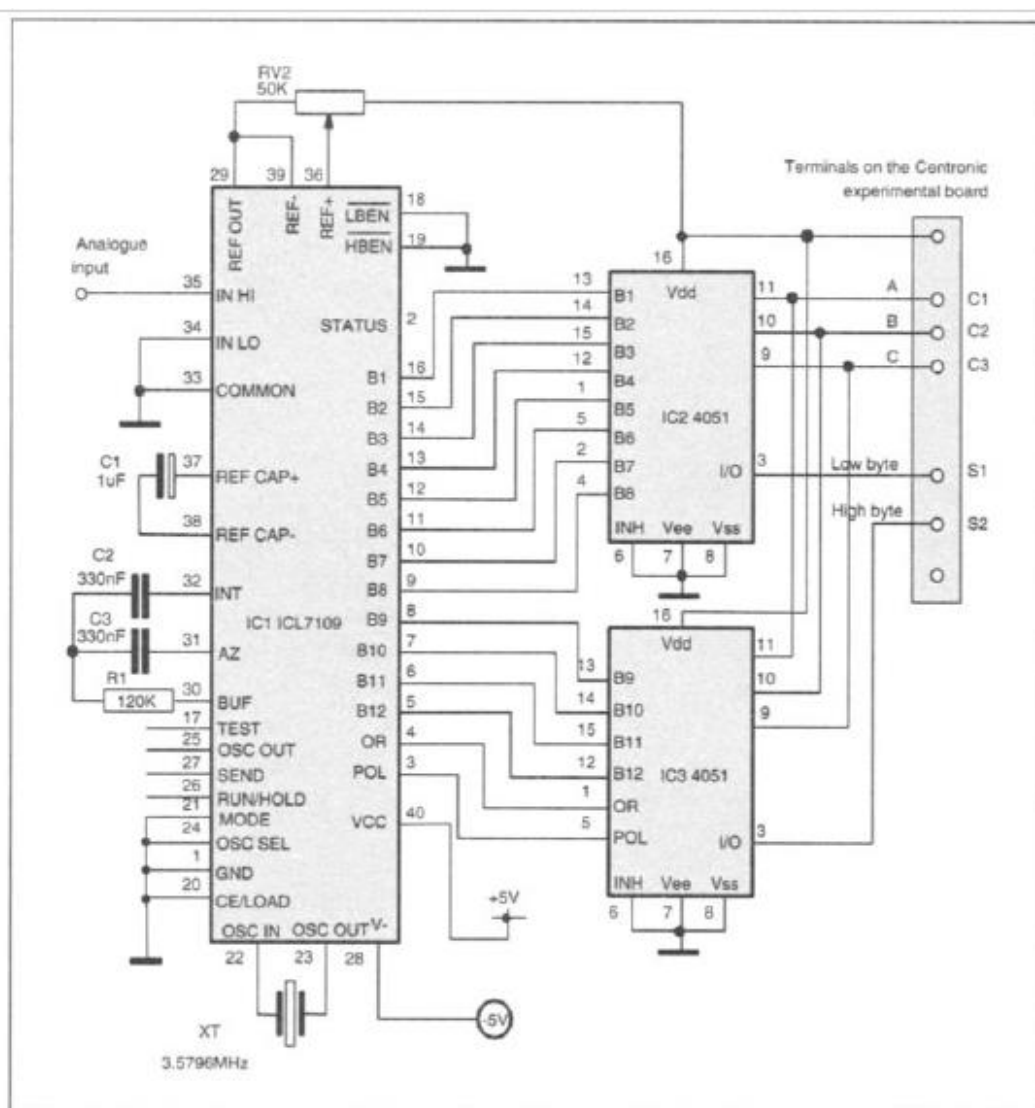 RV2
50K
29
39
36
REF OUT
REF-
REF+
LBEN
18
HBEN
19
Analogue
input
35
IN HI
34
IN LO
33
COMMON
C1
1uF
37
REF CAP+
38
REF CAP-
C2
330nF
32
INT
C3
330nF
31
AZ
R1
120K
30
BUF
17
TEST
25
OSC OUT
27
SEND
26
RUN/HOLD
21
MODE
24
OSC SEL
1
GND
20
CE/LOAD
OSC IN
OSC OUT
V-
22
23
28
XT
3.5796MHz
-5V
IC1 ICL7109
STATUS
2
B1
16
B2
15
B3
14
B4
13
B5
12
B6
11
B7
10
B8
9
B9
8
B10
7
B11
6
B12
5
OR
4
POL
3
VCC
40
+5V
16
Vdd
13
B1
14
B2
15
B3
12
B4
1
B5
5
B6
2
B7
4
B8
IC2 4051
11
10
9
I/O
3
INH
Vee
Vss
6
7
8
16
Vdd
13
B9
14
B10
15
B11
12
B12
1
OR
5
POL
IC3 4051
11
10
9
I/O
3
INH
Vee
Vss
6
7
8
Terminals on the Centronic
experimental board
A
C1
B
C2
C
C3
Low byte
S1
High byte
S2